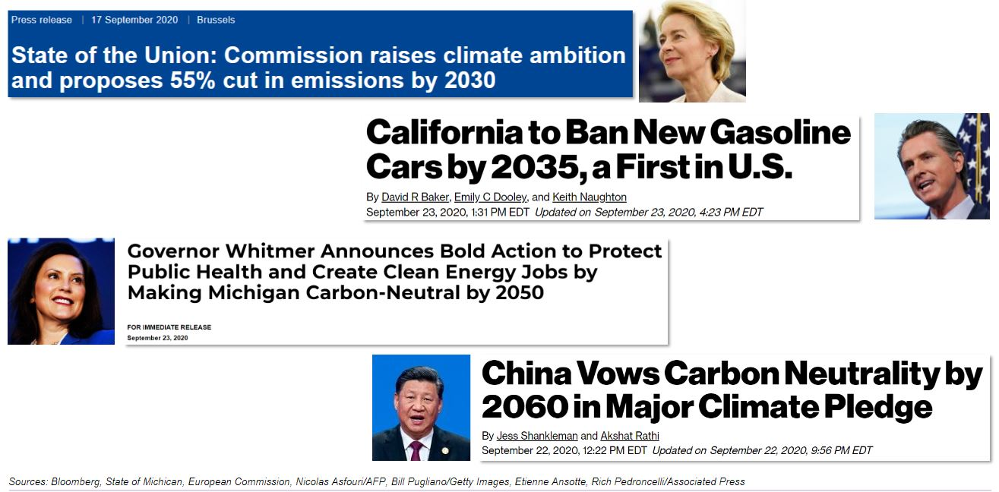 Press release | 17 September 2020 | Brussels
State of the Union: Commission raises climate ambition
and proposes 55% cut in emissions by 2030
California to Ban New Gasoline
Cars by 2035, a First in U.S.
By David R Baker, Emily C Dooley, and Keith Naughton
September 23, 2020, 1:31 PM EDT Updated on September 23, 2020, 4:23 PM EDT
Governor Whitmer Announces Bold Action to Protect
Public Health and Create Clean Energy Jobs by
Making Michigan Carbon-Neutral by 2050
FOR IMMEDIATE RELEASE
September 23, 2020
China Vows Carbon Neutrality by
2060 in Major Climate Pledge
By Jess Shankleman and Akshat Rathi
September 22, 2020, 12:22 PM EDT Updated on September 22, 2020, 9:56 PM EDT
Sources: Bloomberg, State of Michican, European Commission, Nicolas Asfouri/AFP, Bill Pugliano/Getty Images, Etienne Ansotte, Rich Pedroncelli/Associated Press